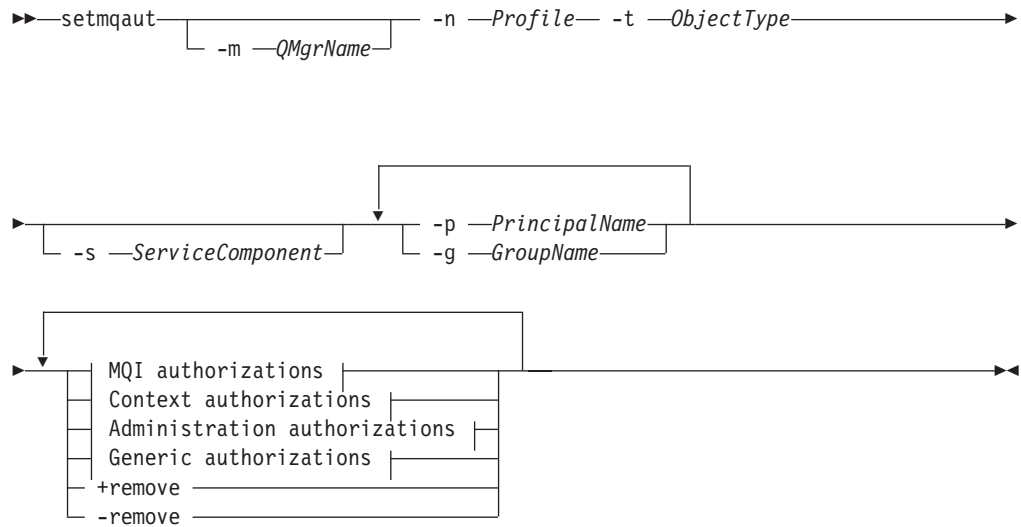 setmqaut -m QMgrName -n Profile -t ObjectType
-s ServiceComponent -p PrincipalName
-g GroupName
MQI authorizations
Context authorizations
Administration authorizations
Generic authorizations
+remove
-remove